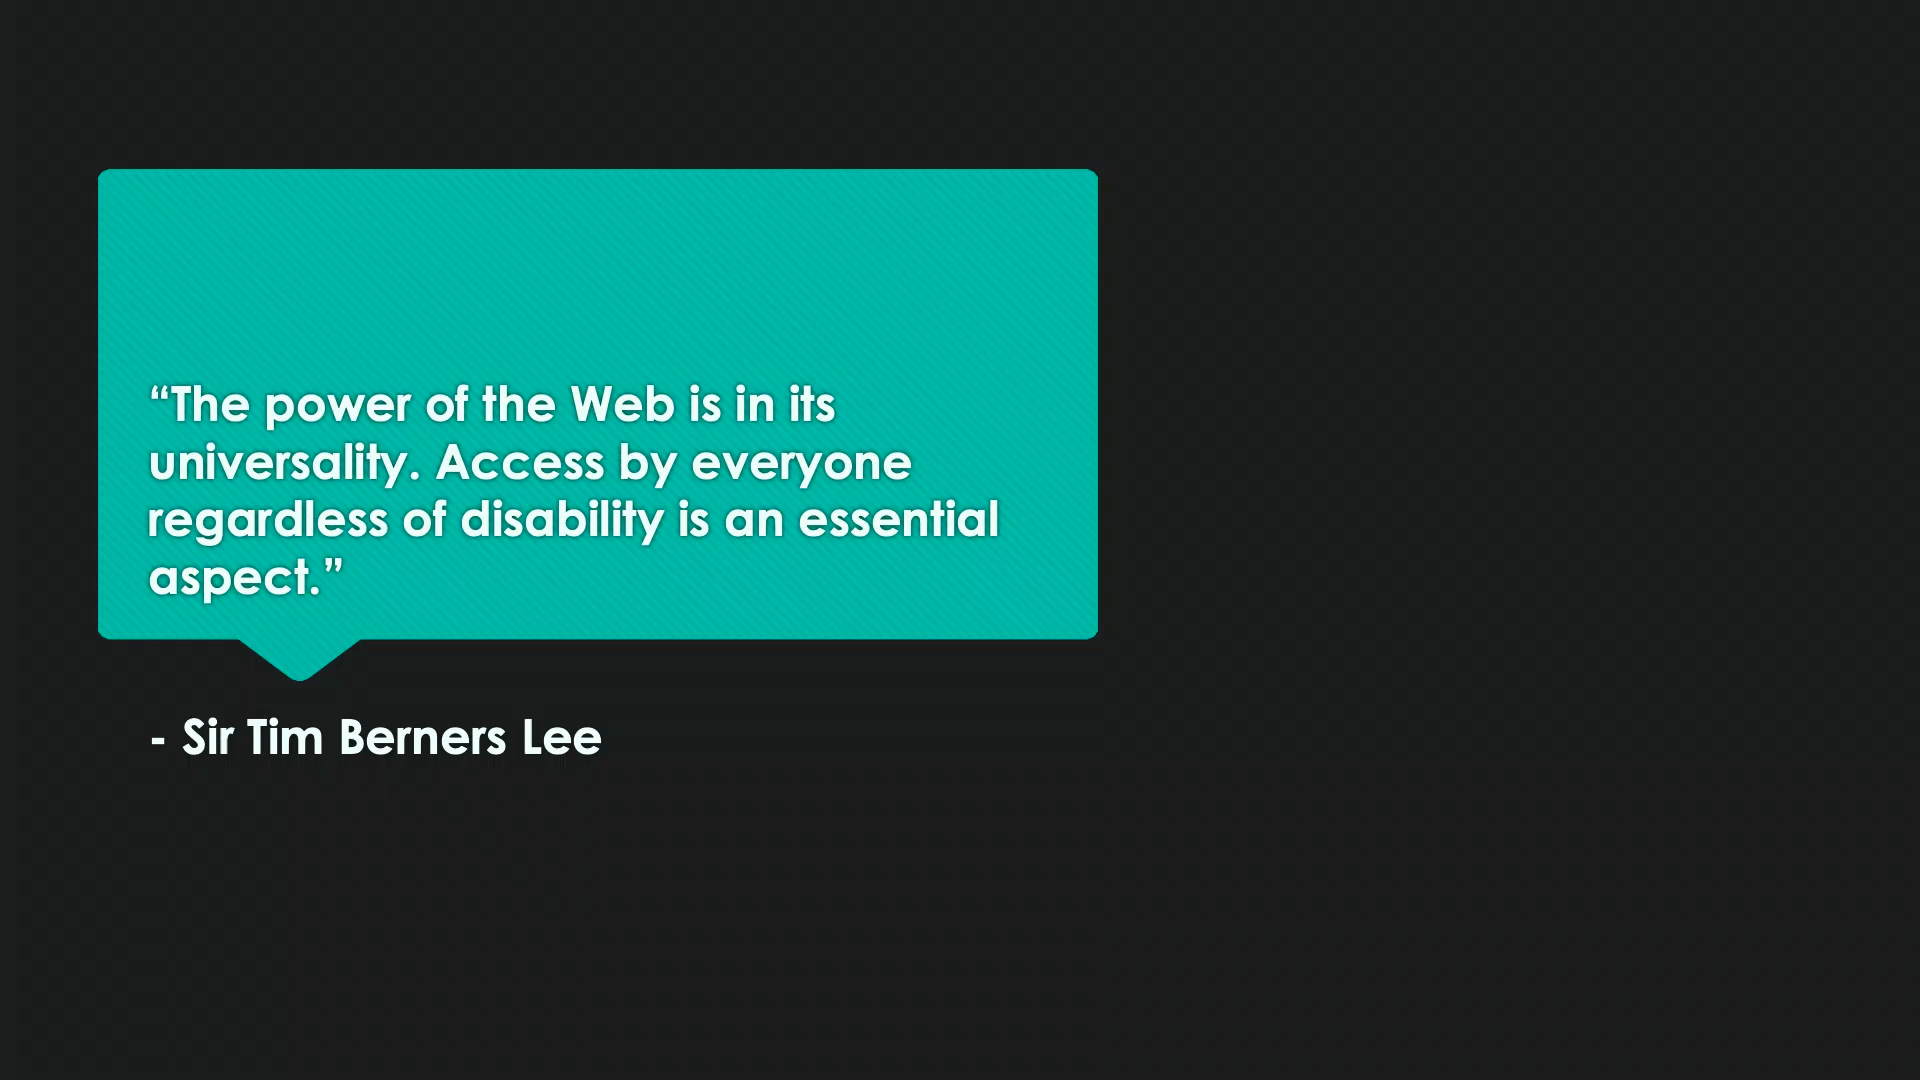 “The power of the Web is in its
universality. Access by everyone
regardless of disability is an essential
aspect.”
- Sir Tim Berners Lee